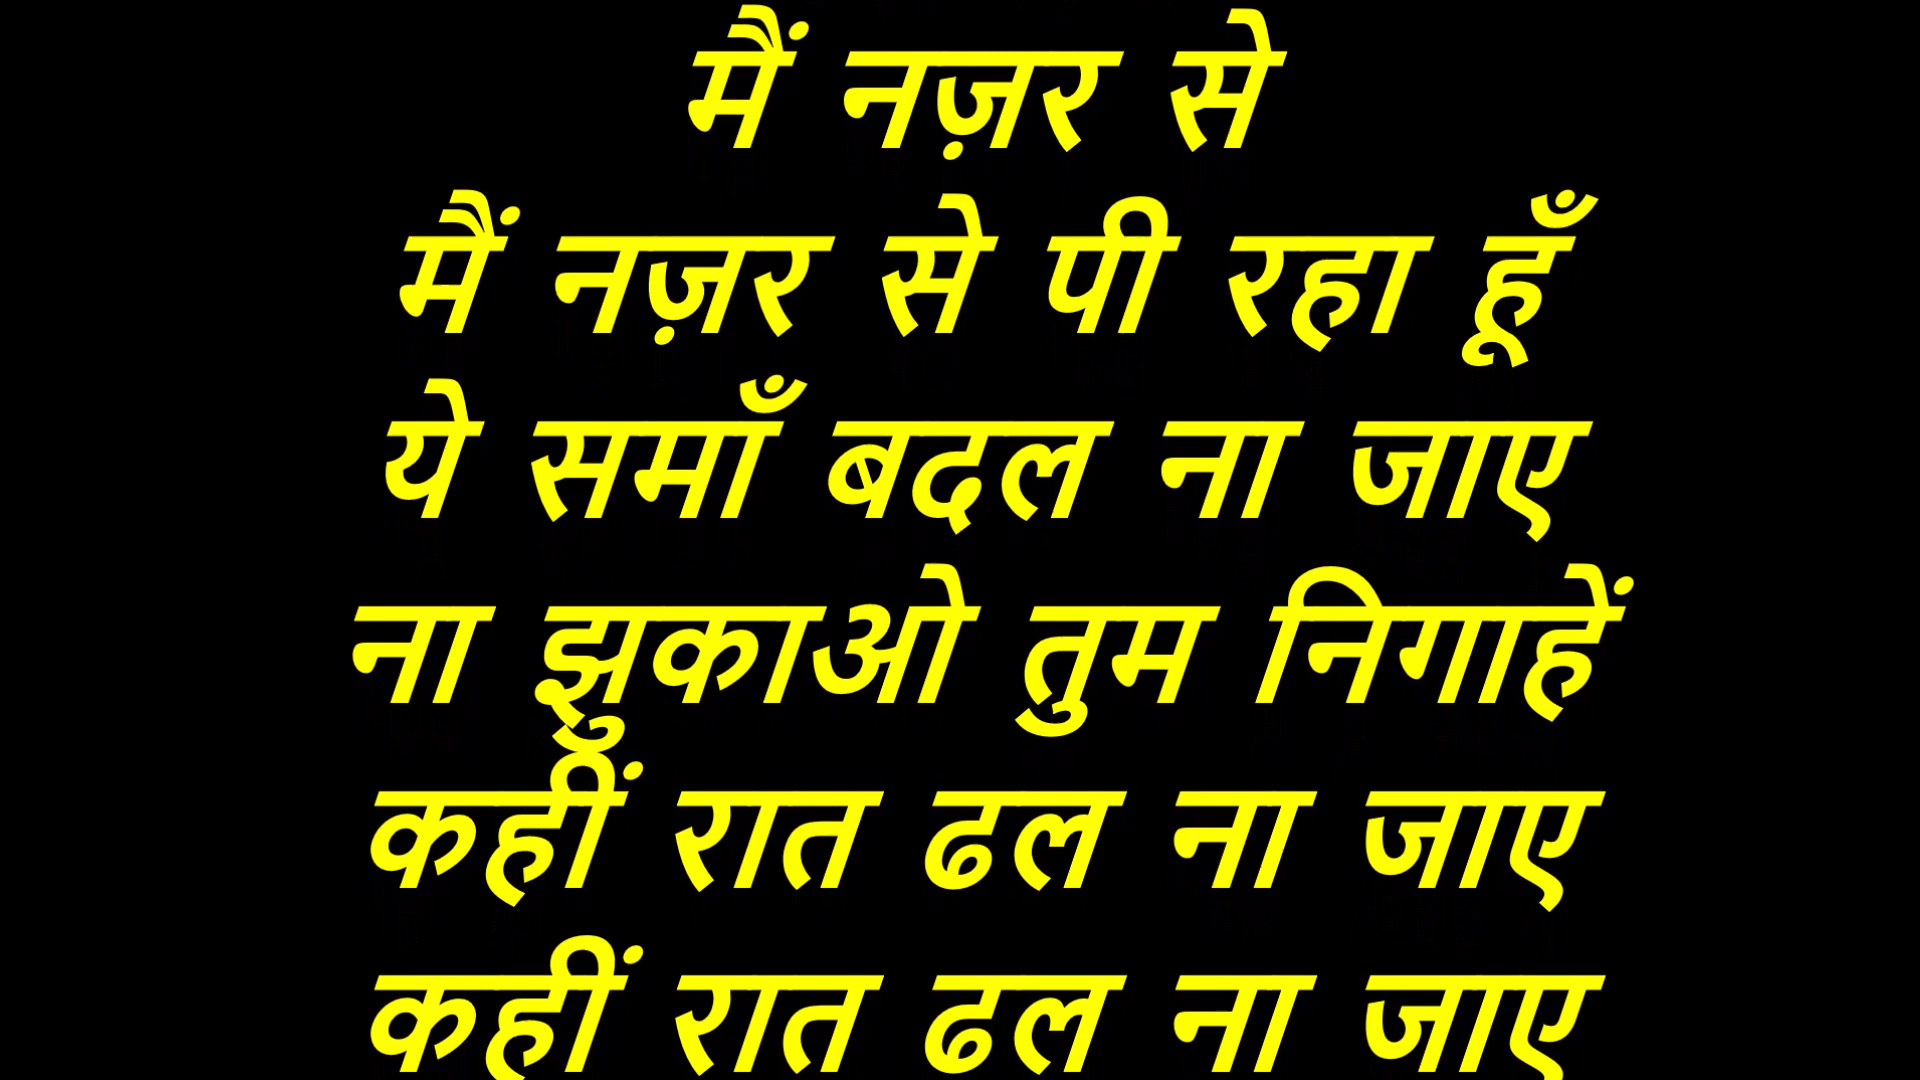 मैं नज़र से
मैं नज़र से पी रहा हूँ
ये समाँ बदल ना जाए
ना झुकाओ तुम निगाहें
कहीं रात ढल ना जाए
कहीं रात ढल ना जाए